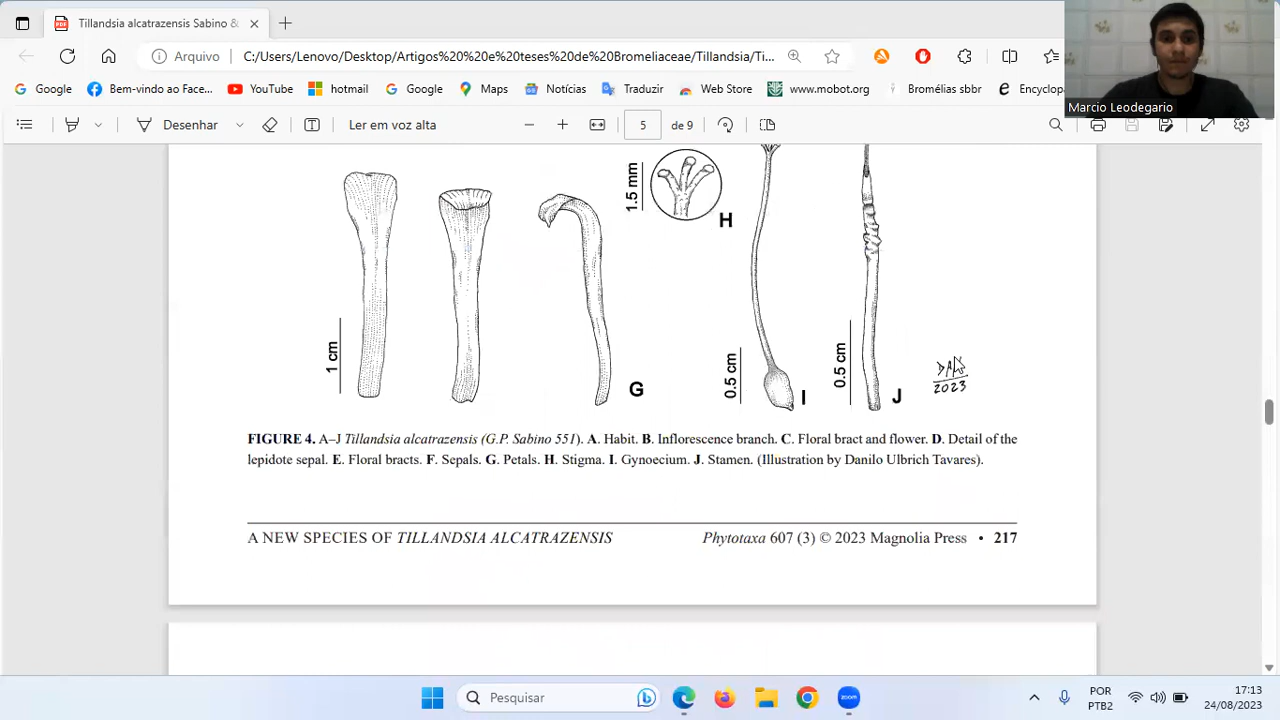 Tillandsia alcatrazensis Sabino &
Arquivo C:/Users/Lenovo/Desktop/Artigos%20%20e%20teses%20de%20Bromeliaceae/Tillandsia/Ti...
Google Bem-vindo ao Face... YouTube hotmail Google Maps Notícias Traduzir Web Store www.mobot.org Bromélias sbbr Encyclop
Desenhar Ler em voz alta 5 de 9
Marcio Leodegario
1.5 mm
H
1 cm
G
0.5 cm
I
0.5 cm
J
2023
FIGURE 4. A–J Tillandsia alcatrazensis (G.P. Sabino 551). A. Habit. B. Inflorescence branch. C. Floral bract and flower. D. Detail of the
lepidote sepal. E. Floral bracts. F. Sepals. G. Petals. H. Stigma. I. Gynoecium. J. Stamen. (Illustration by Danilo Ulbrich Tavares).
A NEW SPECIES OF TILLANDSIA ALCATRAZENSIS Phytotaxa 607 (3) © 2023 Magnolia Press • 217
Pesquisar
POR
PTB2
17:13
24/08/2023